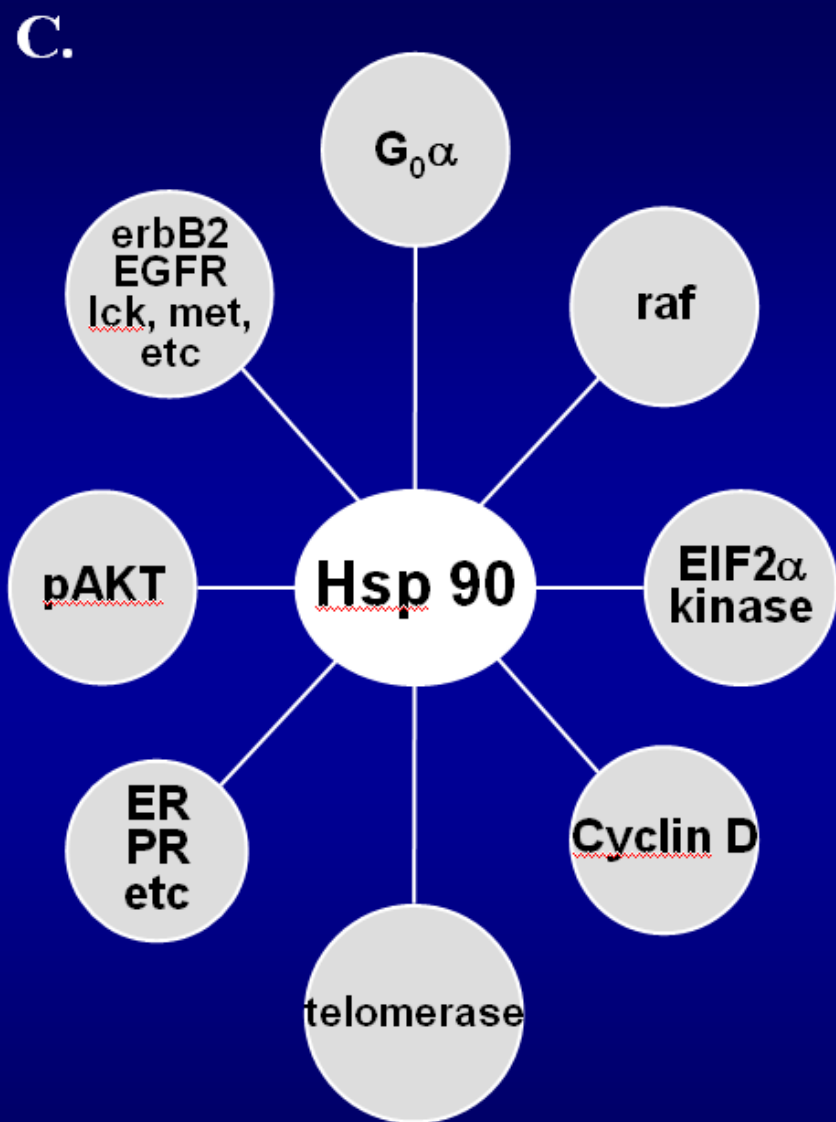 C.
G₀α
erbB2
EGFR
lck, met,
etc
raf
pAKT
Hsp 90
EIF2α
kinase
ER
PR
etc
Cyclin D
telomerase